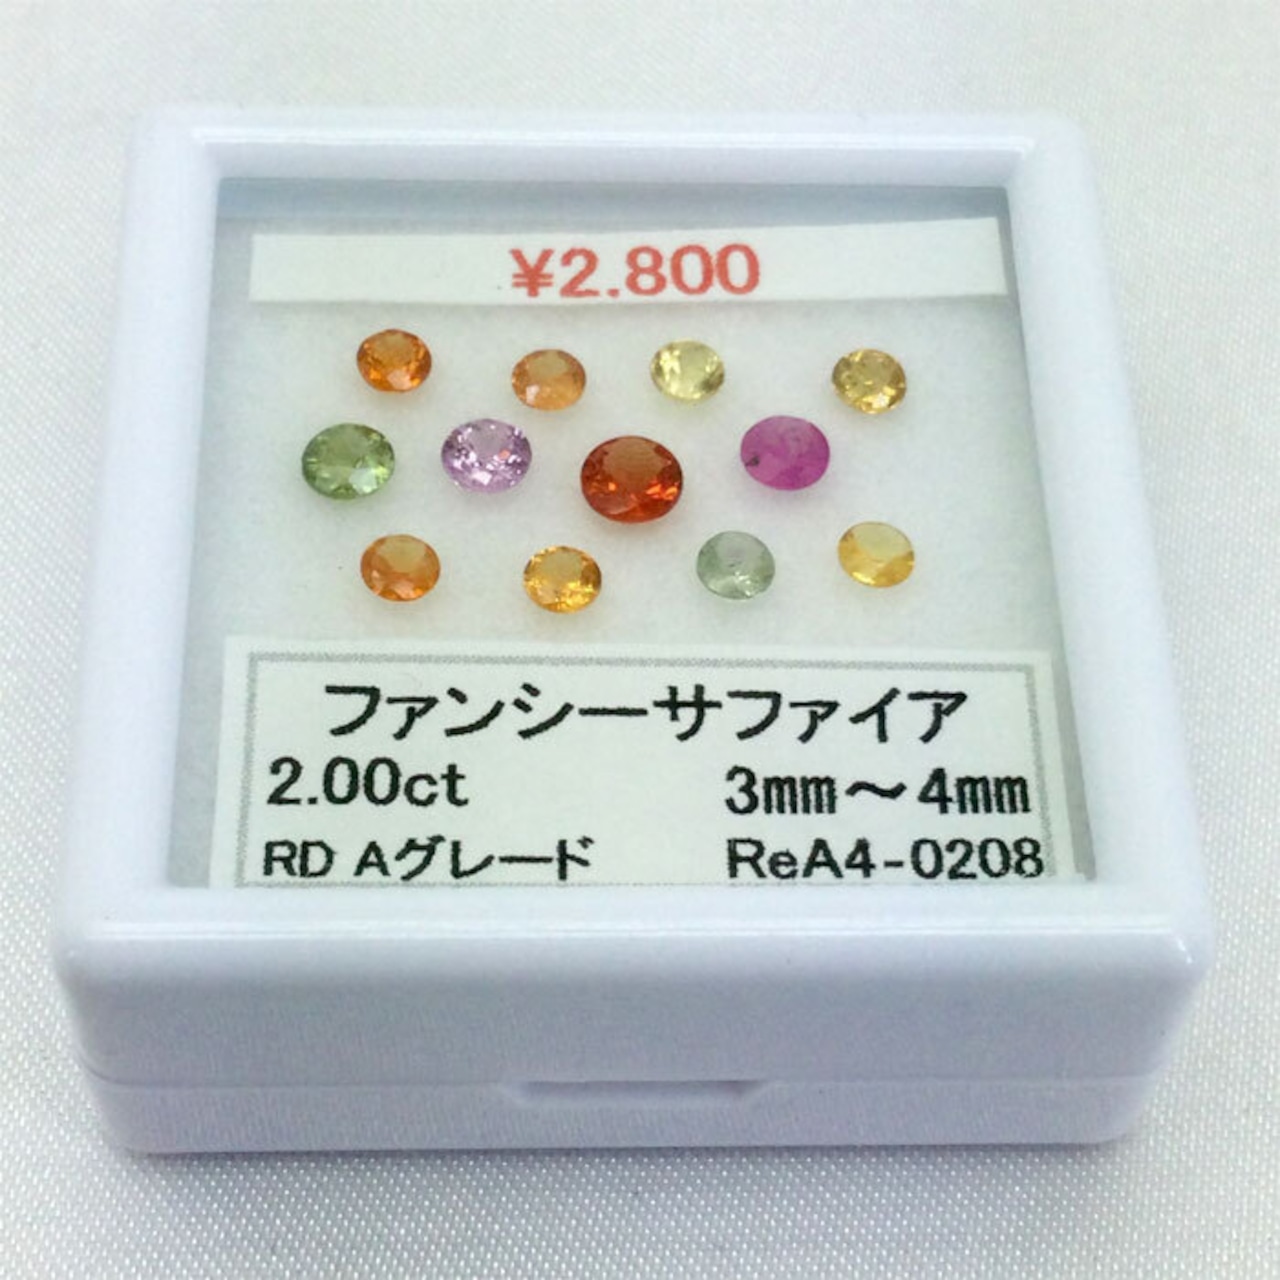 ¥2.800
ファンシーサファイア
2.00ct 3mm～4mm
RD Aグレード ReA4-0208